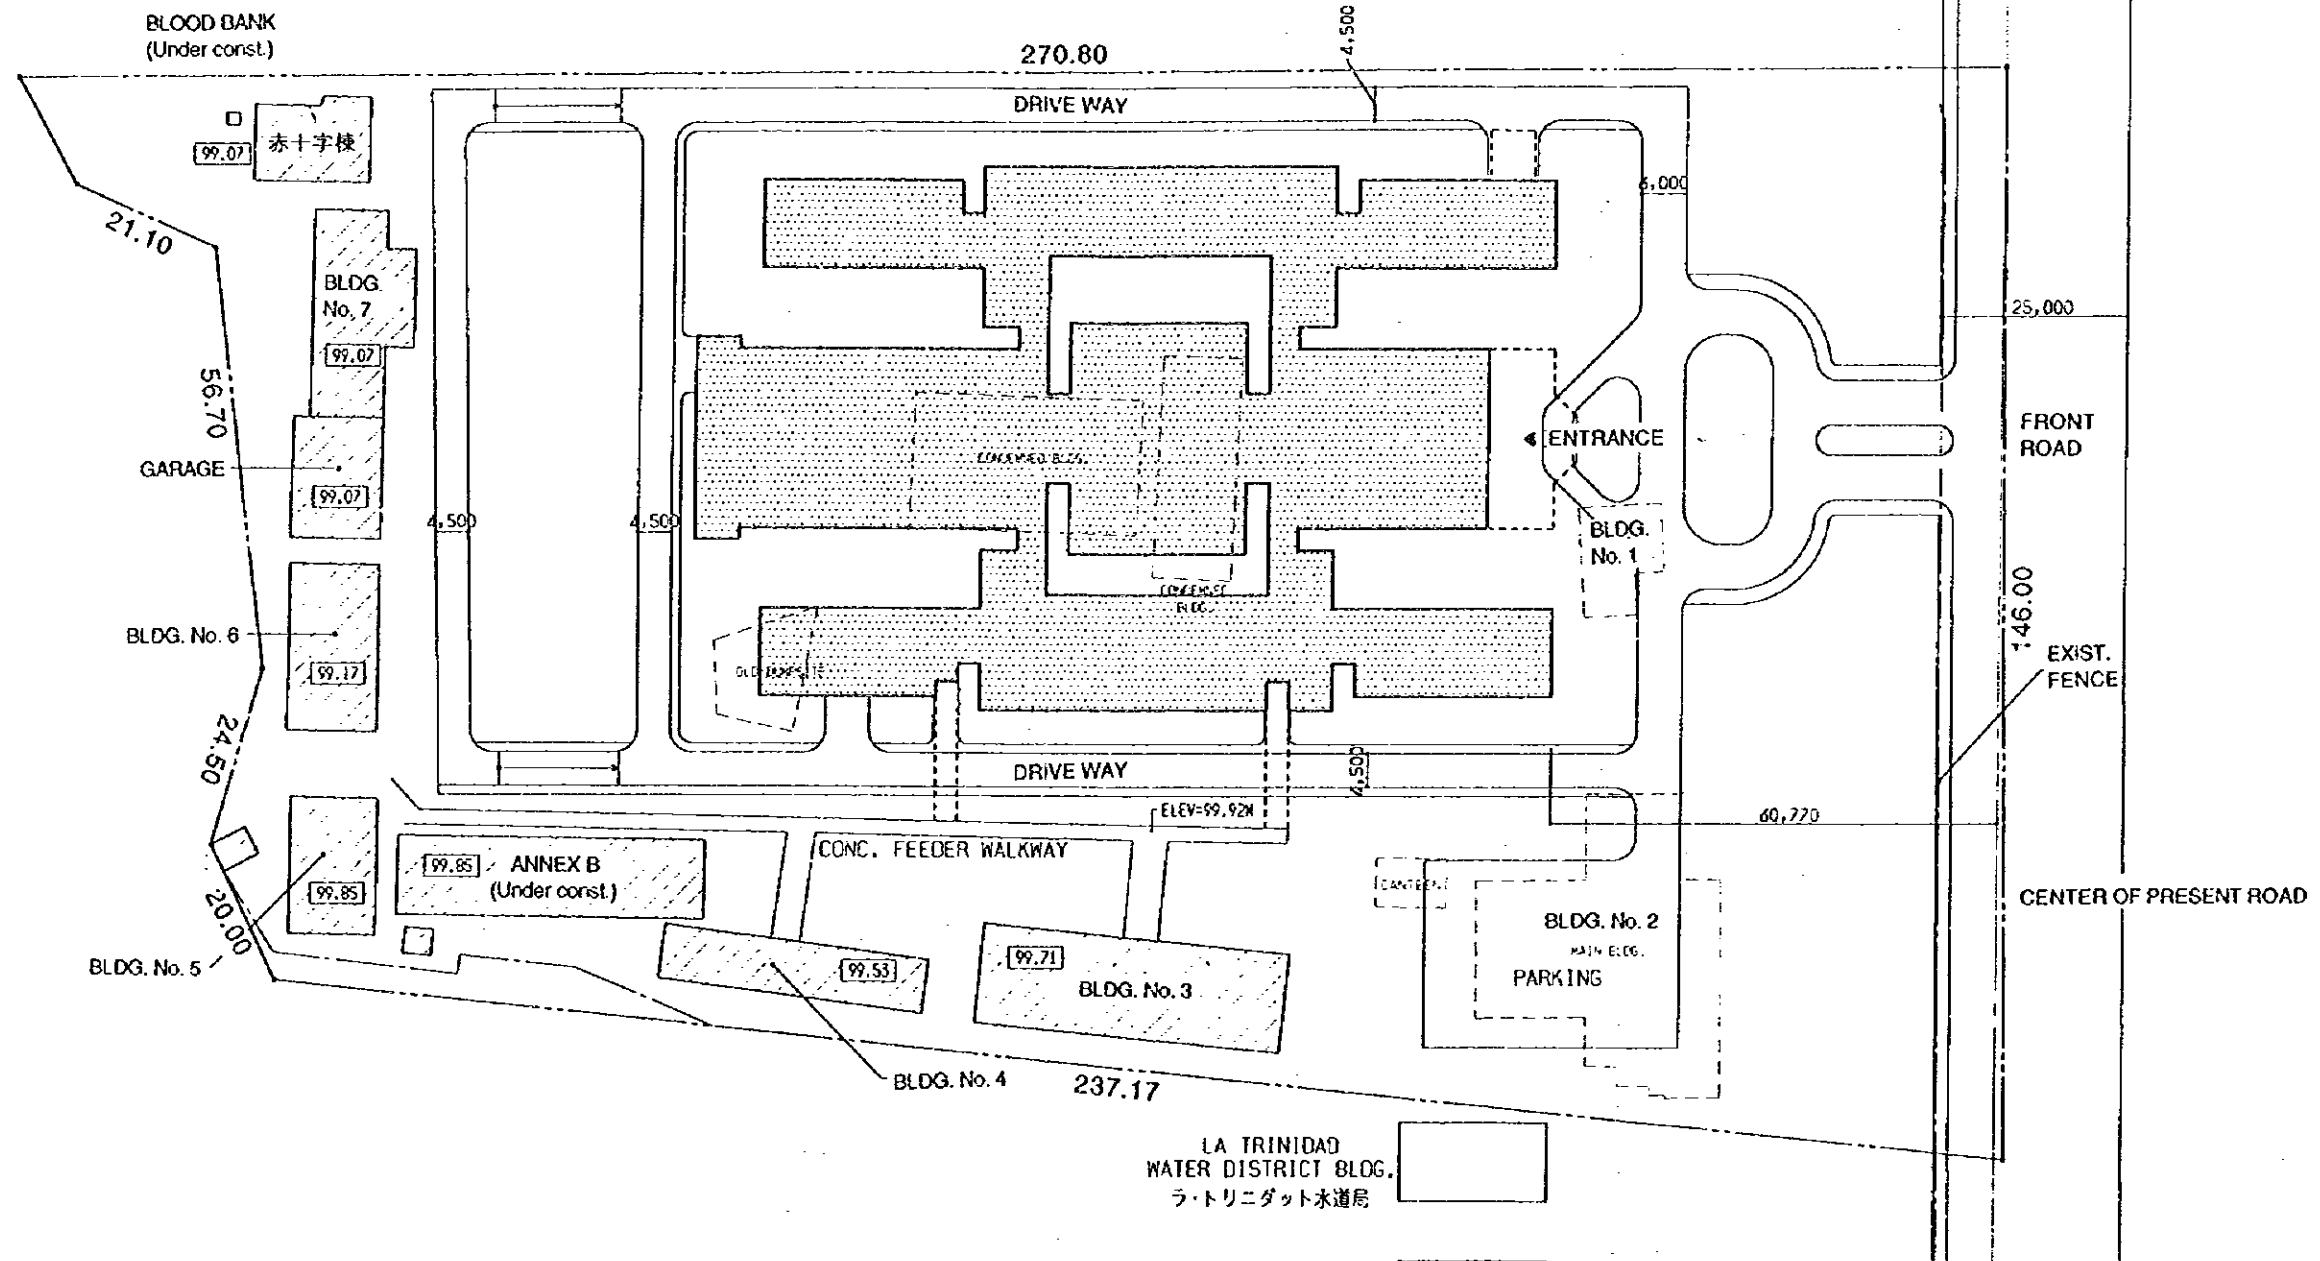 BLOOD BANK
(Under const.)
270.80
4,500
DRIVE WAY
赤十字棟
99.07
6,000
21.10
BLDG.
No. 7
99.07
25,000
56.70
GARAGE
99.07
ENTRANCE
FRONT
ROAD
CONDEMNED BLDG.
4,500
4,500
BLDG.
No. 1
BLDG.
146.00
BLDG. No. 6
99.17
EXIST.
FENCE
24.50
DRIVE WAY
4,500
ELEV=99.92M
60,770
CONC. FEEDER WALKWAY
99.85
ANNEX B
(Under const.)
99.85
CANTEEN
20.00
BLDG. No. 2
MAIN BLDG.
PARKING
CENTER OF PRESENT ROAD
BLDG. No. 5
99.53
99.71
BLDG. No. 3
BLDG. No. 4
237.17
LA TRINIDAD
WATER DISTRICT BLDG.
ラ・トリニダット水道局